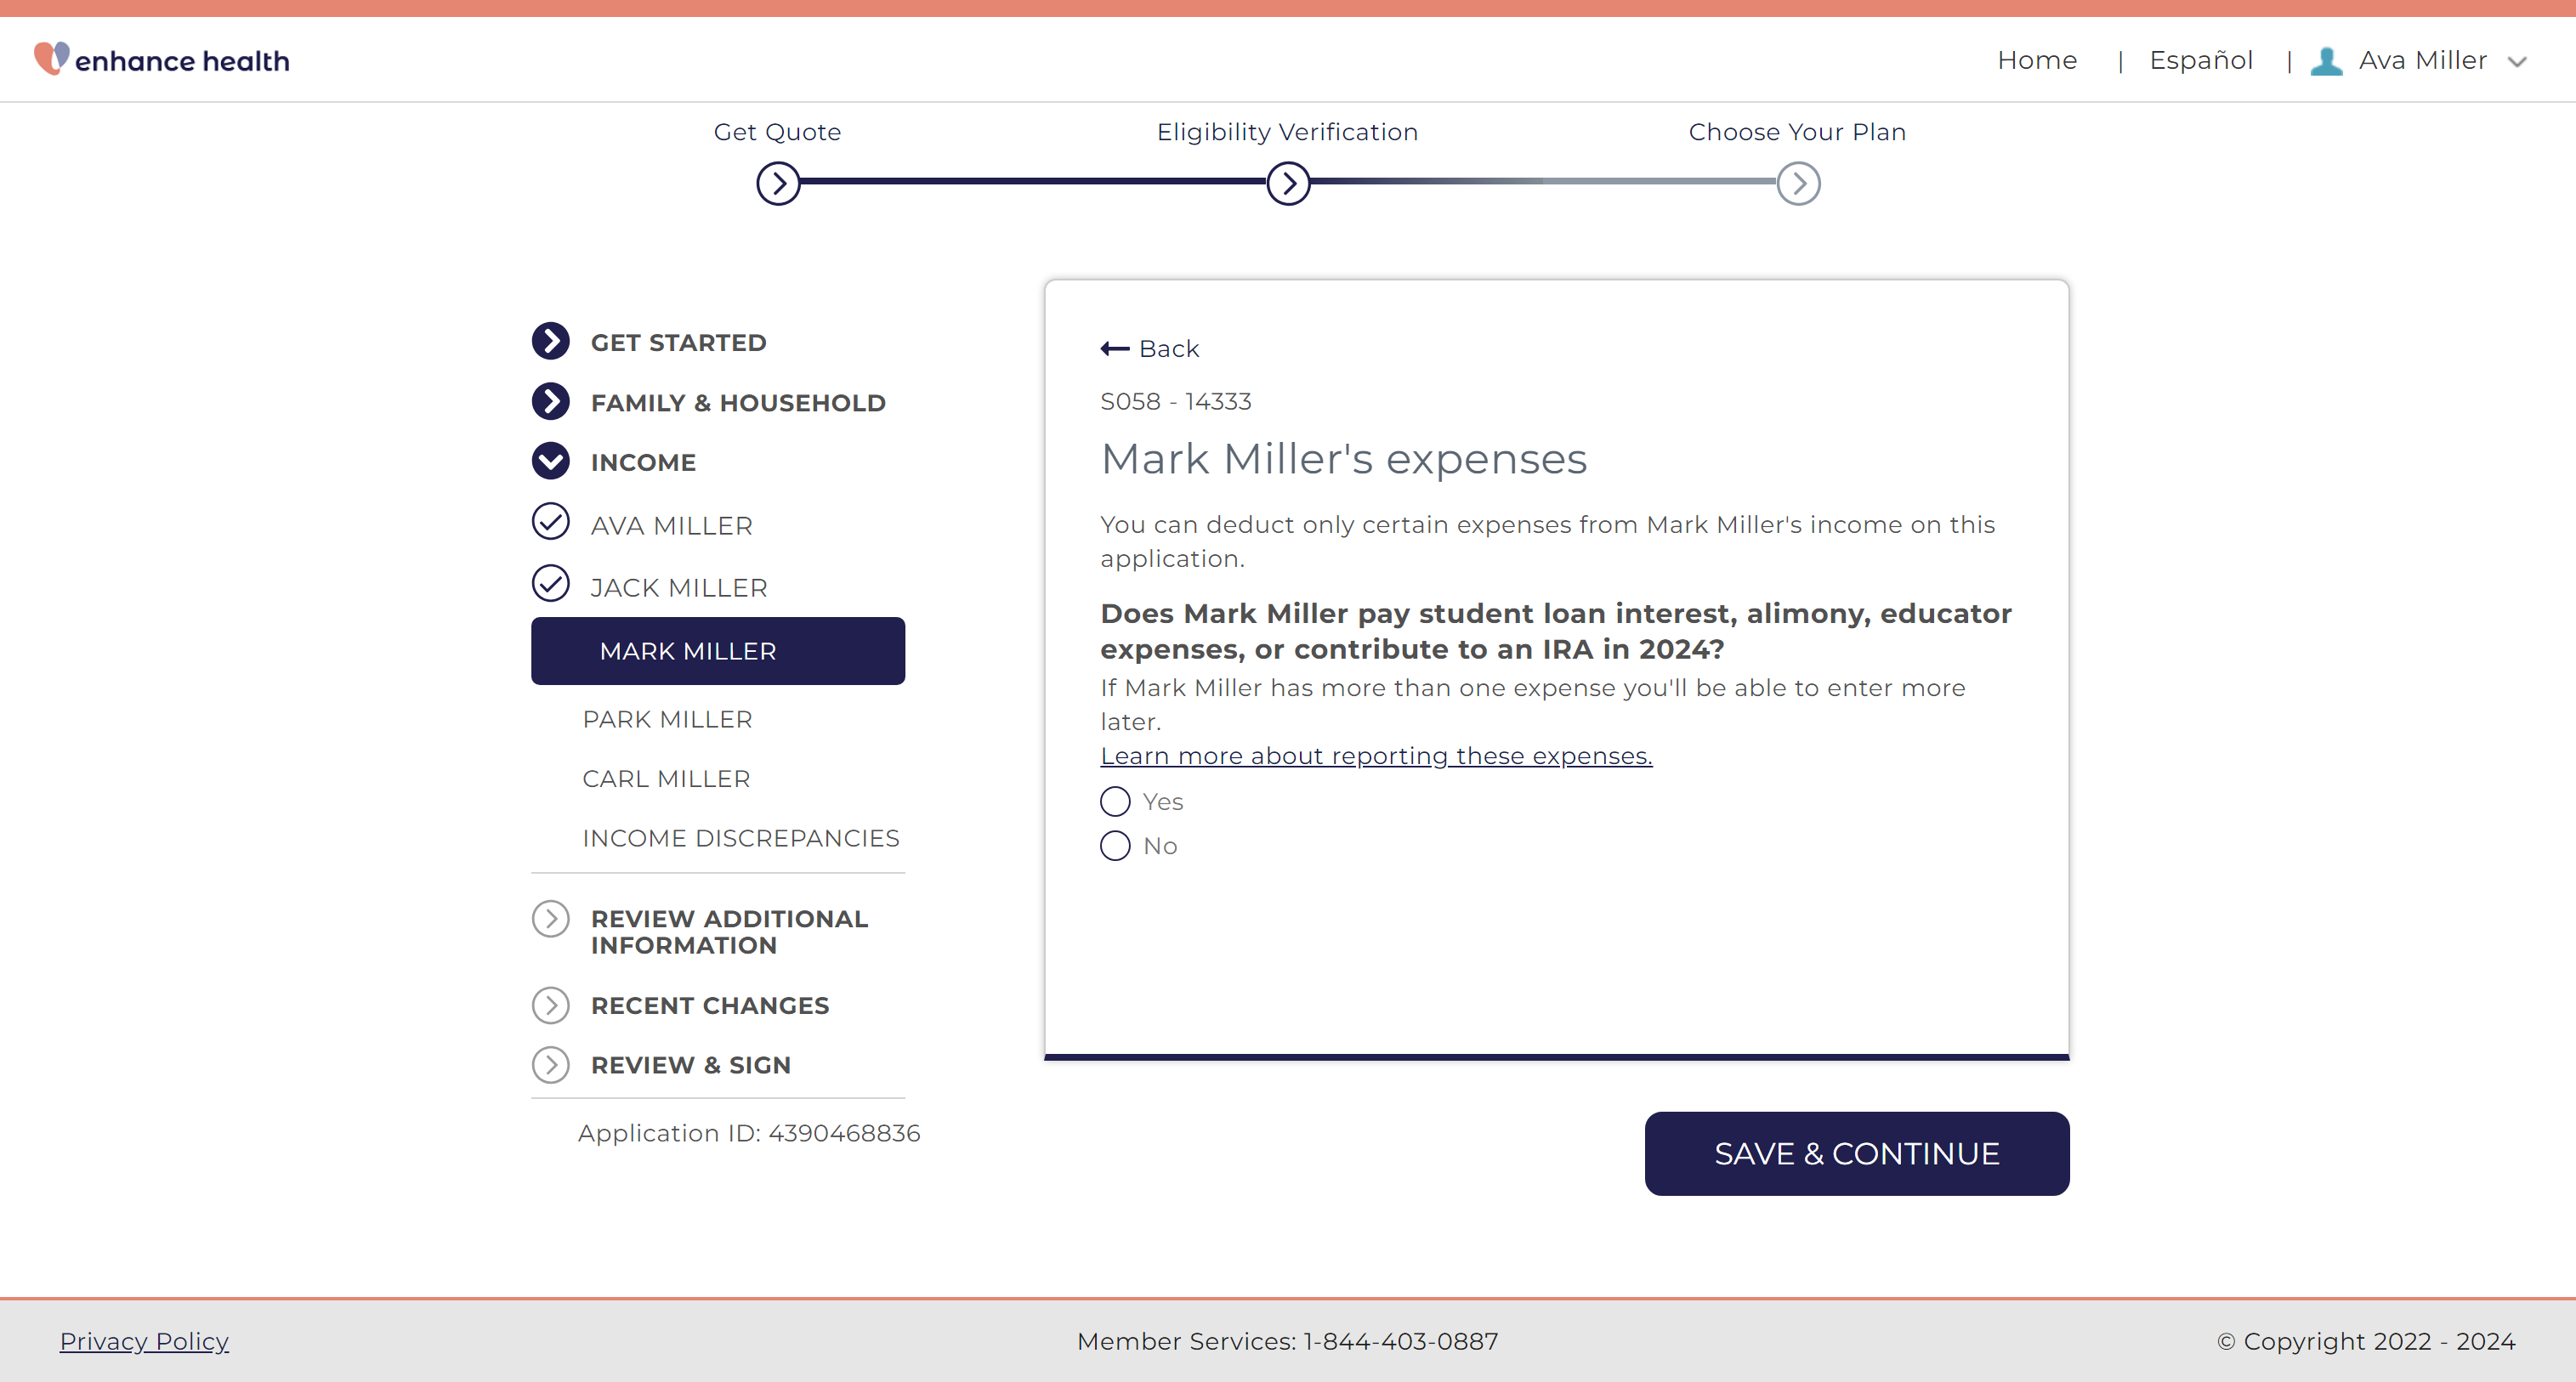 enhance health
Home | Español | Ava Miller
Get Quote
Eligibility Verification
Choose Your Plan
GET STARTED
FAMILY & HOUSEHOLD
INCOME
AVA MILLER
JACK MILLER
MARK MILLER
PARK MILLER
CARL MILLER
INCOME DISCREPANCIES
REVIEW ADDITIONAL
INFORMATION
RECENT CHANGES
REVIEW & SIGN
Application ID: 4390468836
Back
S058 - 14333
Mark Miller's expenses
You can deduct only certain expenses from Mark Miller's income on this
application.
Does Mark Miller pay student loan interest, alimony, educator
expenses, or contribute to an IRA in 2024?
If Mark Miller has more than one expense you'll be able to enter more
later.
Learn more about reporting these expenses.
Yes
No
SAVE & CONTINUE
Privacy Policy
Member Services: 1-844-403-0887
© Copyright 2022 - 2024